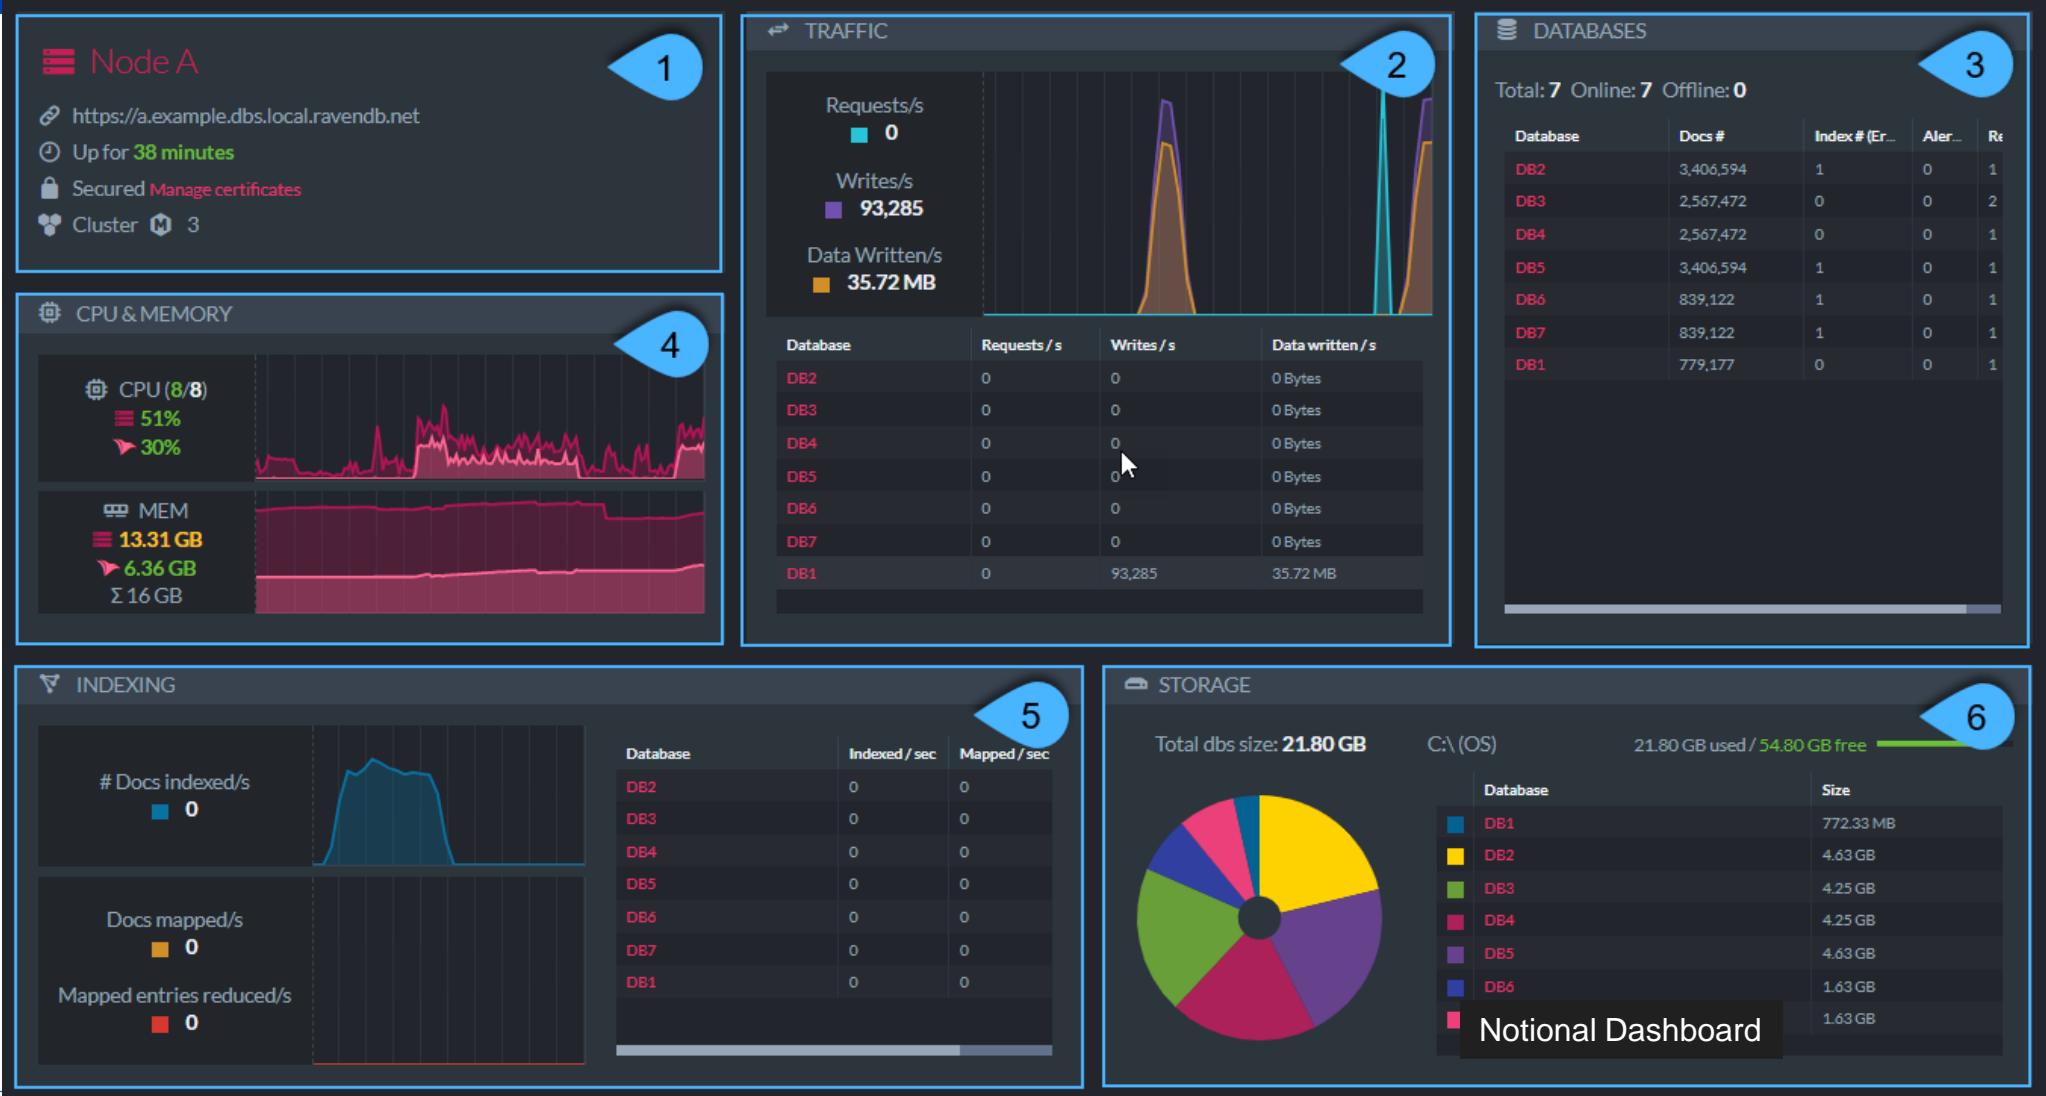 Node A
1
https://a.example.dbs.local.ravendb.net
Up for 38 minutes
Secured Manage certificates
Cluster M 3
TRAFFIC
2
Requests/s
0
Writes/s
93,285
Data Written/s
35.72 MB
Database Requests / s Writes / s Data written / s
DB2 0 0 0 Bytes
DB3 0 0 0 Bytes
DB4 0 0 0 Bytes
DB5 0 0 0 Bytes
DB6 0 0 0 Bytes
DB7 0 0 0 Bytes
DB1 0 93,285 35.72 MB
DATABASES
3
Total: 7 Online: 7 Offline: 0
Database Docs # Index # (Er... Aler... Re
DB2 3,406,594 1 0 1
DB3 2,567,472 0 0 2
DB4 2,567,472 0 0 1
DB5 3,406,594 1 0 1
DB6 839,122 1 0 1
DB7 839,122 1 0 1
DB1 779,177 0 0 1
CPU & MEMORY
4
CPU (8/8)
51%
30%
MEM
13.31 GB
6.36 GB
Σ 16 GB
INDEXING
5
# Docs indexed/s
0
Docs mapped/s
0
Mapped entries reduced/s
0
Database Indexed / sec Mapped / sec
DB2 0 0
DB3 0 0
DB4 0 0
DB5 0 0
DB6 0 0
DB7 0 0
DB1 0 0
STORAGE
6
Total dbs size: 21.80 GB C:\ (OS) 21.80 GB used / 54.80 GB free
Database Size
DB1 772.33 MB
DB2 4.63 GB
DB3 4.25 GB
DB4 4.25 GB
DB5 4.63 GB
DB6 1.63 GB
1.63 GB
Notional Dashboard